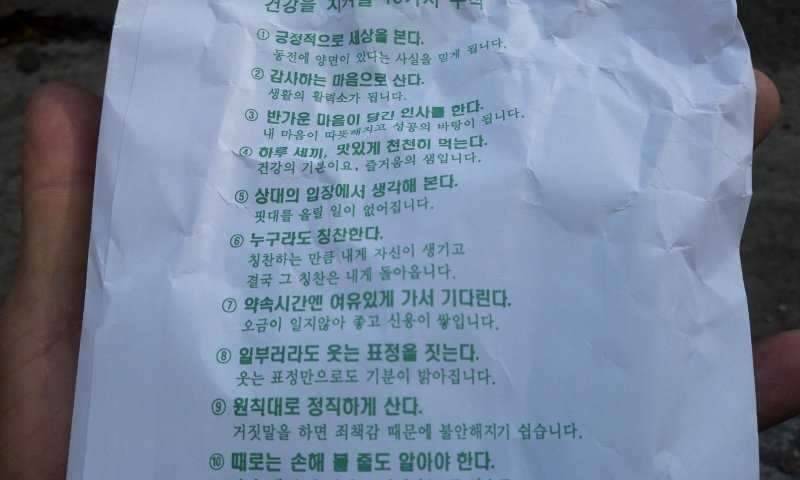 건강을 지켜줄 10가지 수칙
① 긍정적으로 세상을 본다.
동전에 양면이 있다는 사실을 믿게 됩니다.
② 감사하는 마음으로 산다.
생활의 활력소가 됩니다.
③ 반가운 마음이 담긴 인사를 한다.
내 마음이 따뜻해지고 성공의 바탕이 됩니다.
④ 하루 세끼, 맛있게 천천히 먹는다.
건강의 기본이요, 즐거움의 샘입니다.
⑤ 상대의 입장에서 생각해 본다.
핏대를 올릴 일이 없어집니다.
⑥ 누구라도 칭찬한다.
칭찬하는 만큼 내게 자신이 생기고
결국 그 칭찬은 내게 돌아옵니다.
⑦ 약속시간엔 여유있게 가서 기다린다.
오금이 일지않아 좋고 신용이 쌓입니다.
⑧ 일부러라도 웃는 표정을 짓는다.
웃는 표정만으로도 기분이 밝아집니다.
⑨ 원칙대로 정직하게 산다.
거짓말을 하면 죄책감 때문에 불안해지기 쉽습니다.
⑩ 때로는 손해 볼 줄도 알아야 한다.